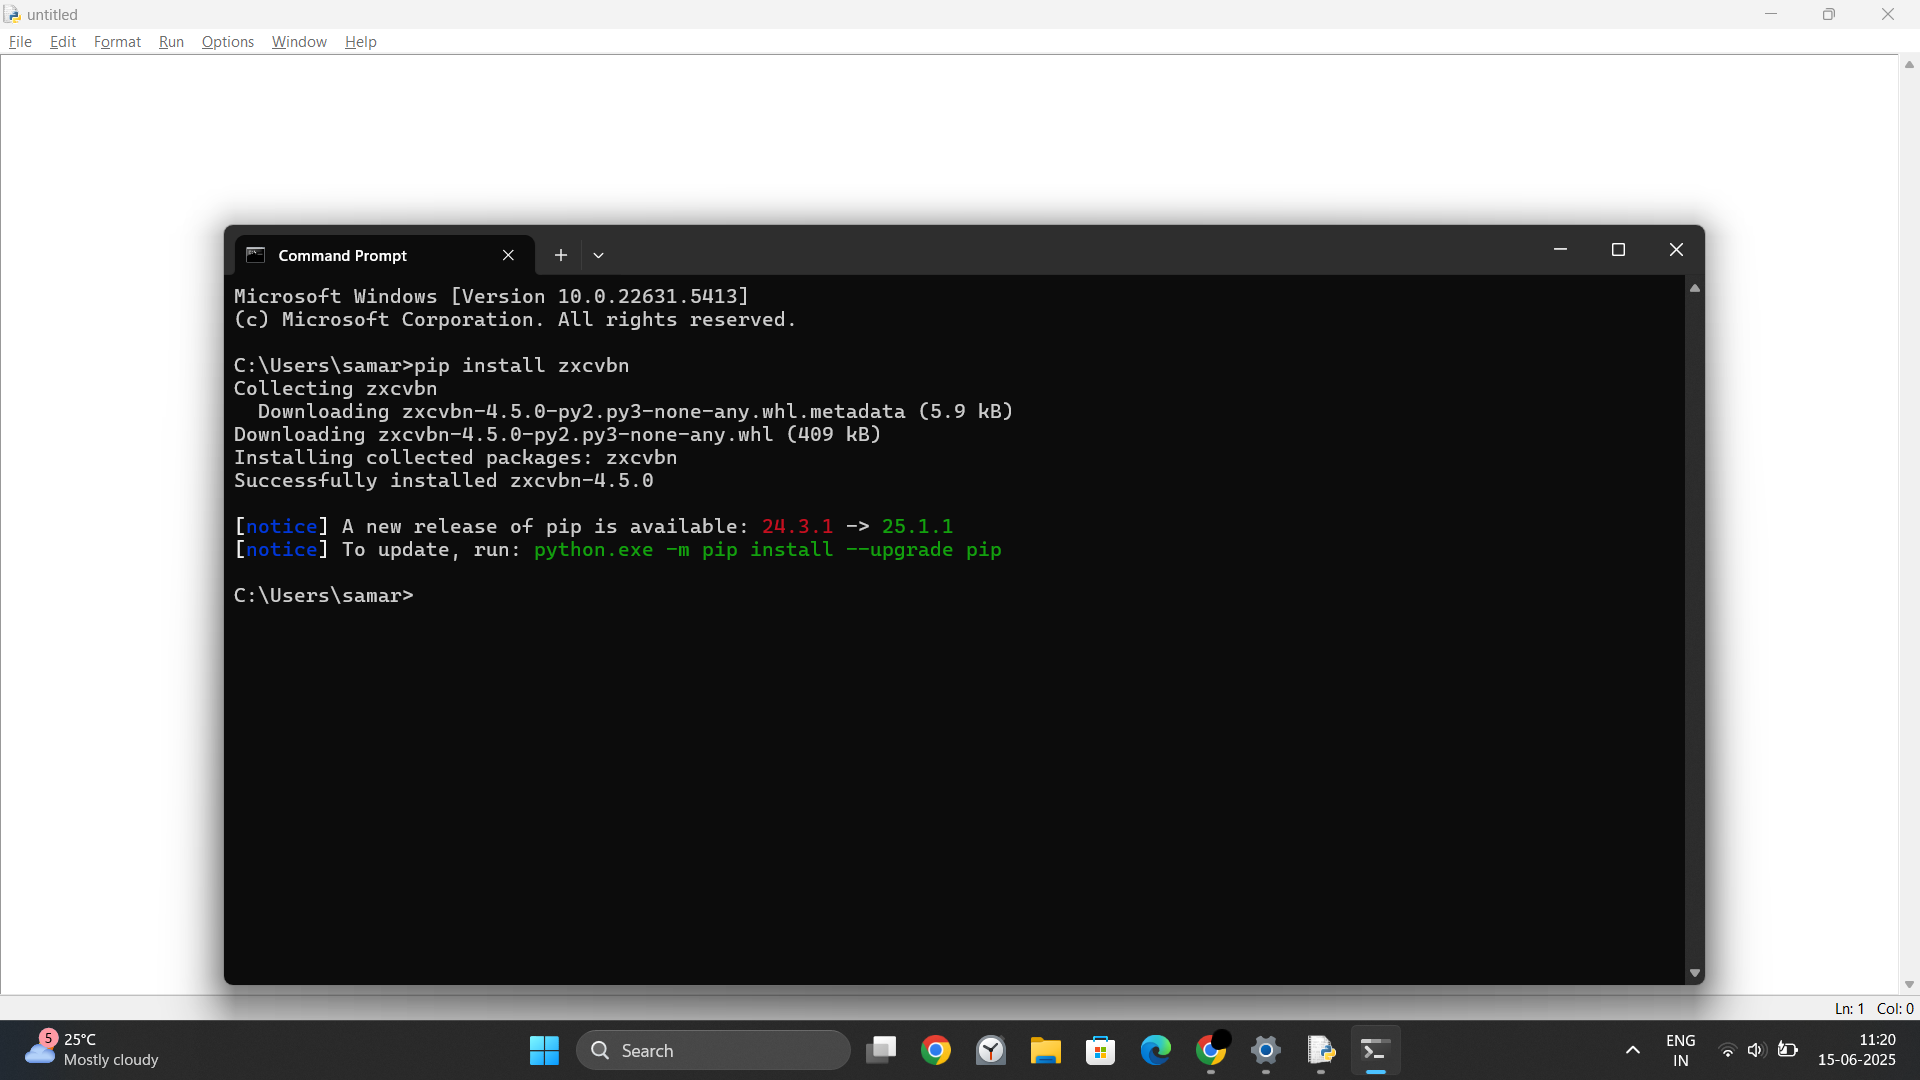 untitled
File Edit Format Run Options Window Help
Command Prompt
Microsoft Windows [Version 10.0.22631.5413]
(c) Microsoft Corporation. All rights reserved.
C:\Users\samar>pip install zxcvbn
Collecting zxcvbn
  Downloading zxcvbn-4.5.0-py2.py3-none-any.whl.metadata (5.9 kB)
Downloading zxcvbn-4.5.0-py2.py3-none-any.whl (409 kB)
Installing collected packages: zxcvbn
Successfully installed zxcvbn-4.5.0
[notice] A new release of pip is available: 24.3.1 -> 25.1.1
[notice] To update, run: python.exe -m pip install --upgrade pip
C:\Users\samar>
Ln: 1 Col: 0
5
25°C
Mostly cloudy
Search
ENG
IN
11:20
15-06-2025